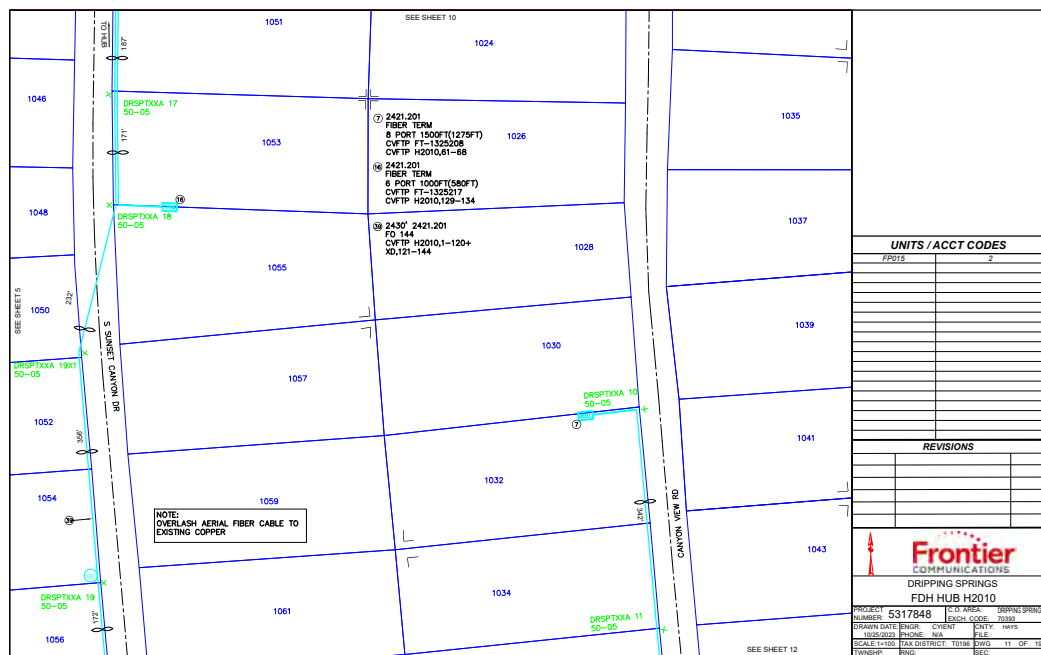 SEE SHEET 10
TO HUB
187'
1051
1024
1046
DRSPTXXA 17
50-05
171'
1053
7 2421.201
FIBER TERM
8 PORT 1500FT(1275FT)
CVFTP FT-1325208
CVFTP H2010,61-68
1026
1035
16 2421.201
FIBER TERM
6 PORT 1000FT(580FT)
CVFTP FT-1325217
CVFTP H2010,129-134
16
1048
DRSPTXXA 18
50-05
39 2430' 2421.201
FO 144
CVFTP H2010,1-120+
XD,121-144
1037
1028
1055
SEE SHEET 5
1050
232'
S SUNSET CANYON DR
1039
1030
DRSPTXXA 19X1
50-05
1057
DRSPTXXA 10
50-05
7
1052
356'
1041
1032
1054
1059
39
NOTE:
OVERLASH AERIAL FIBER CABLE TO
EXISTING COPPER
342'
CANYON VIEW RD
1043
DRSPTXXA 19
50-05
172'
1034
1061
DRSPTXXA 11
50-05
1056
SEE SHEET 12
UNITS / ACCT CODES
FP015 2
REVISIONS
N
Frontier
COMMUNICATIONS
DRIPPING SPRINGS
FDH HUB H2010
PROJECT NUMBER: 5317848
C.O. AREA: DRIPPING SPRING
EXCH. CODE: 70393
DRAWN DATE: 10/25/2023
ENGR: CYIENT
PHONE: N/A
CNTY: HAYS
FILE:
SCALE:1=100
TAX DISTRICT: T0196
DWG 11 OF 19
TWNSHP:
RNG:
SEC: